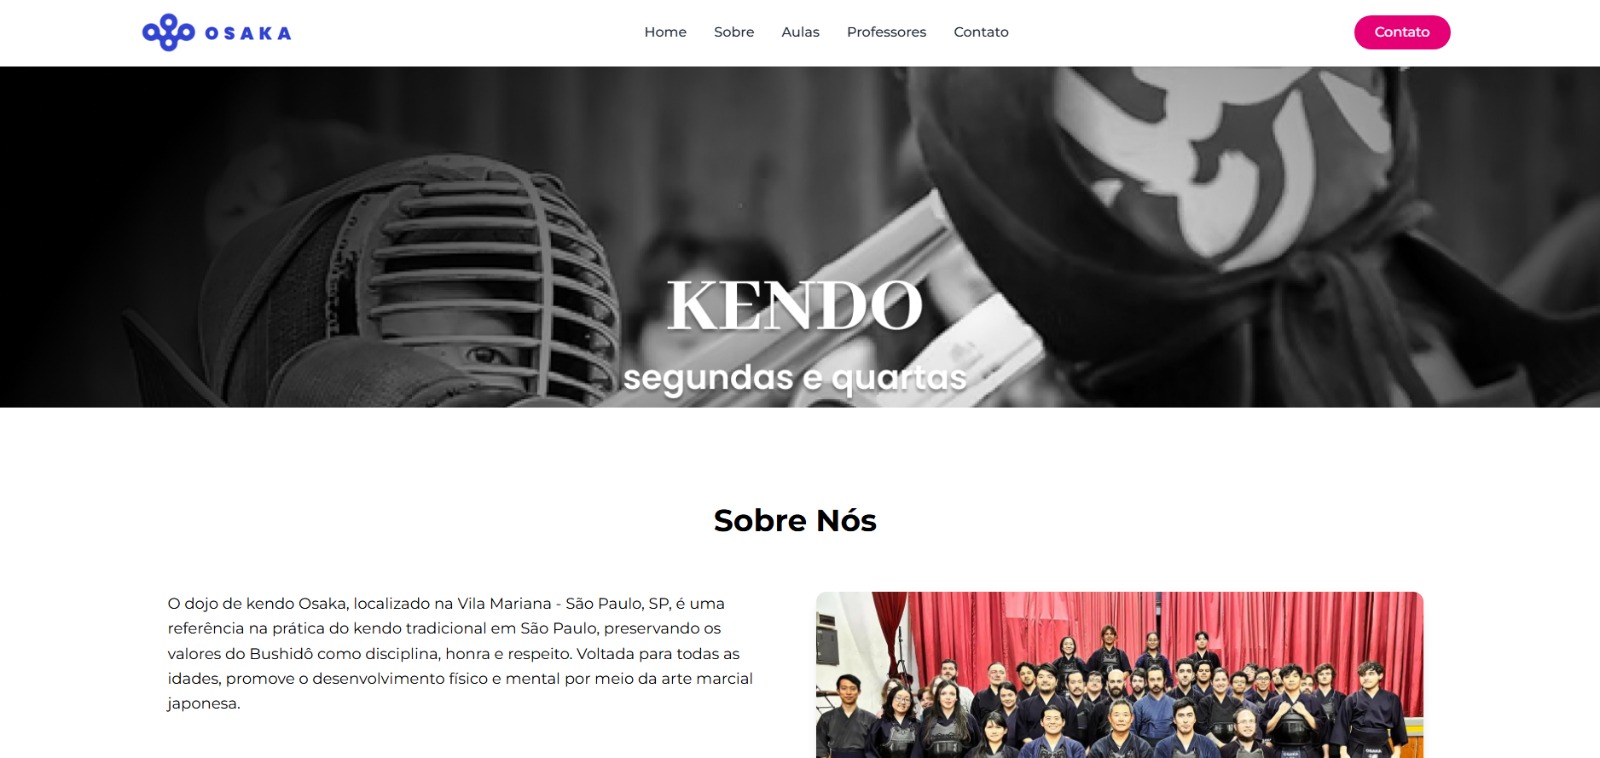 OSAKA
Home Sobre Aulas Professores Contato
Contato
KENDO
segundas e quartas
Sobre Nós
O dojo de kendo Osaka, localizado na Vila Mariana - São Paulo, SP, é uma
referência na prática do kendo tradicional em São Paulo, preservando os
valores do Bushidô como disciplina, honra e respeito. Voltada para todas as
idades, promove o desenvolvimento físico e mental por meio da arte marcial
japonesa.